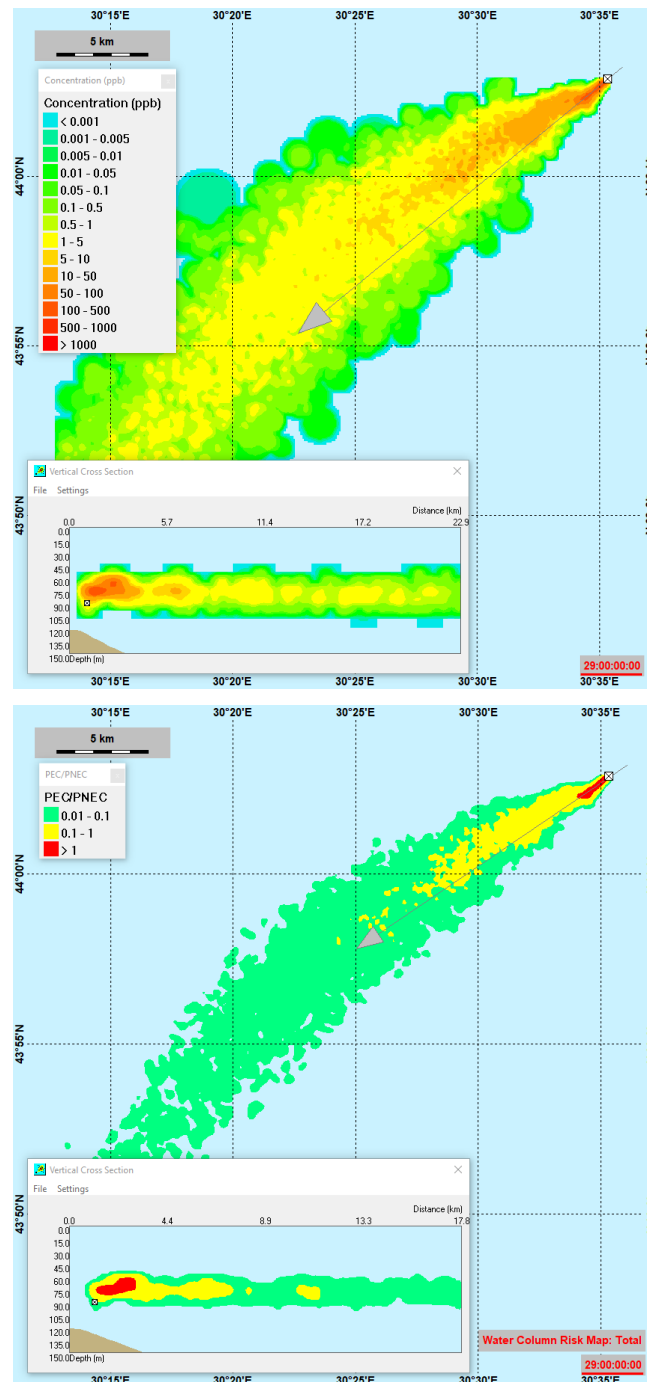 30°15'E 30°20'E 30°25'E 30°30'E 30°35'E
5 km
Concentration (ppb)
Concentration (ppb)
< 0.001
0.001 - 0.005
0.005 - 0.01
0.01 - 0.05
0.05 - 0.1
0.1 - 0.5
0.5 - 1
1 - 5
5 - 10
10 - 50
50 - 100
100 - 500
500 - 1000
> 1000
44°00'N
43°55'N
43°50'N
Vertical Cross Section
File Settings
Distance (km)
0.0 5.7 11.4 17.2 22.9
0.0
15.0
30.0
45.0
60.0
75.0
90.0
105.0
120.0
135.0
150.0 Depth (m)
29:00:00:00
30°15'E 30°20'E 30°25'E 30°30'E 30°35'E
30°15'E 30°20'E 30°25'E 30°30'E 30°35'E
5 km
PEC/PNEC
PEC/PNEC
0.01 - 0.1
0.1 - 1
> 1
44°00'N
43°55'N
43°50'N
Vertical Cross Section
File Settings
Distance (km)
0.0 4.4 8.9 13.3 17.8
0.0
15.0
30.0
45.0
60.0
75.0
90.0
105.0
120.0
135.0
150.0 Depth (m)
Water Column Risk Map: Total
29:00:00:00
30°15'E 30°20'E 30°25'E 30°30'E 30°35'E